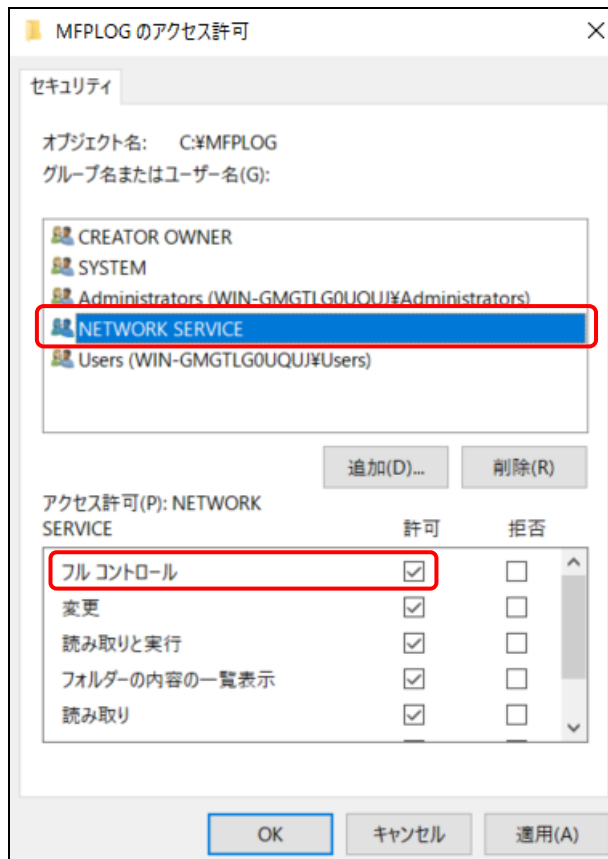 MFPLOG のアクセス許可
セキュリティ
オブジェクト名: C:¥MFPLOG
グループ名またはユーザー名(G):
CREATOR OWNER
SYSTEM
Administrators (WIN-GMGTLG0UQUJ¥Administrators)
NETWORK SERVICE
Users (WIN-GMGTLG0UQUJ¥Users)
追加(D)... 削除(R)
アクセス許可(P): NETWORK
SERVICE 許可 拒否
フル コントロール
変更
読み取りと実行
フォルダーの内容の一覧表示
読み取り
OK キャンセル 適用(A)